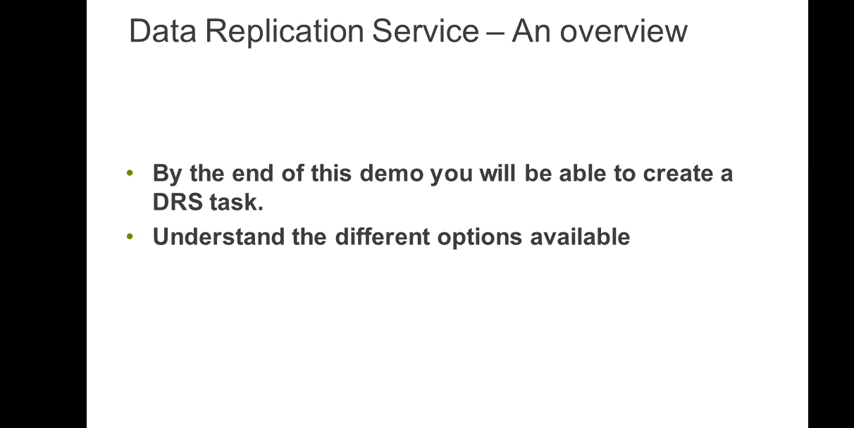 Data Replication Service – An overview
• By the end of this demo you will be able to create a
DRS task.
• Understand the different options available